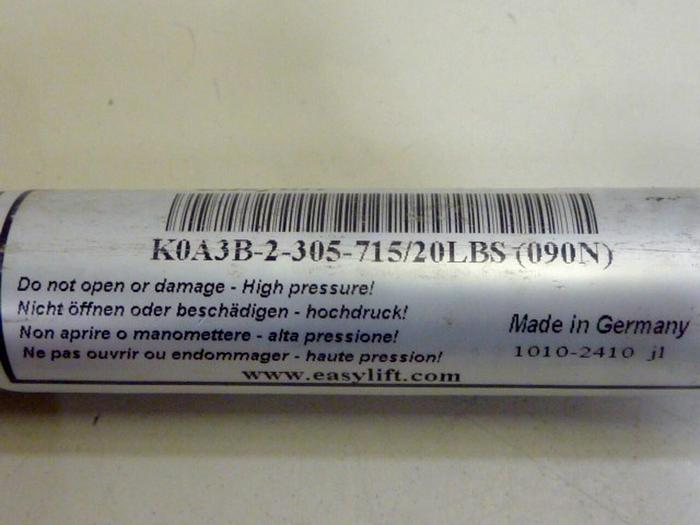 K0A3B-2-305-715/20LBS (090N)
Do not open or damage - High pressure!
Nicht öffnen oder beschädigen - hochdruck!
Non aprire o manomettere - alta pressione!
Ne pas ouvrir ou endommager - haute pression!
Made in Germany
1010-2410 jl
www.easylift.com